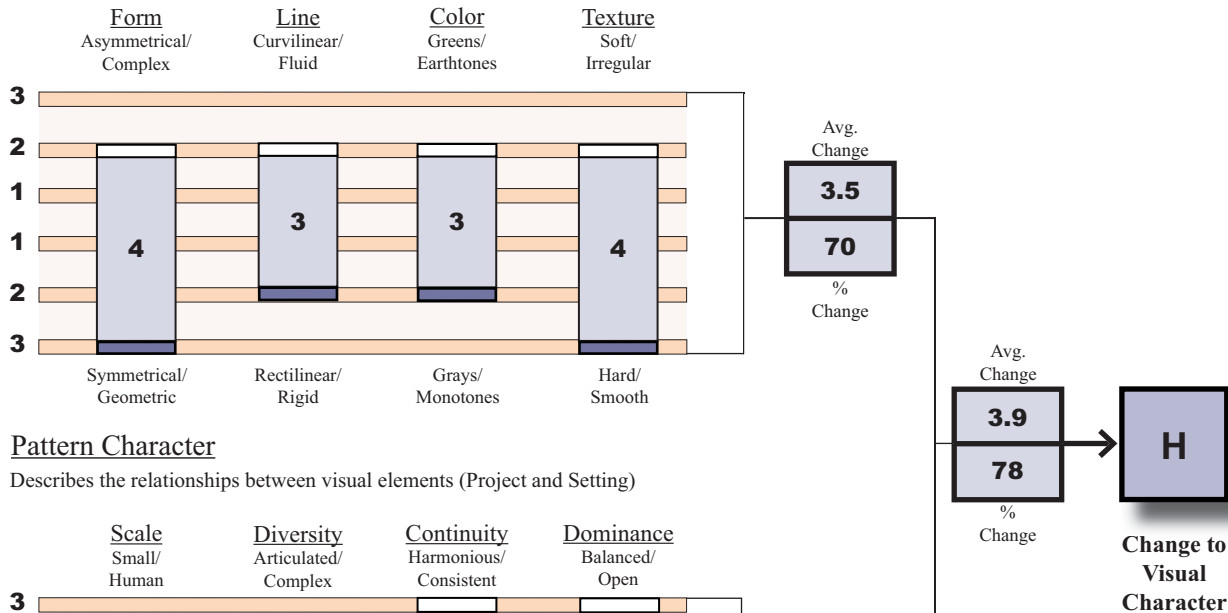 Form Line Color Texture
Asymmetrical/ Curvilinear/ Greens/ Soft/
Complex Fluid Earthtones Irregular
3
2
Avg.
Change
3.5
1
3 3
1
4 4
70
2
%
Change
3
Symmetrical/ Rectilinear/ Grays/ Hard/
Geometric Rigid Monotones Smooth
Avg.
Change
3.9
H
78
%
Change
Change to
Visual
Character
Pattern Character
Describes the relationships between visual elements (Project and Setting)
Scale Diversity Continuity Dominance
Small/ Articulated/ Harmonious/ Balanced/
Human Complex Consistent Open
3